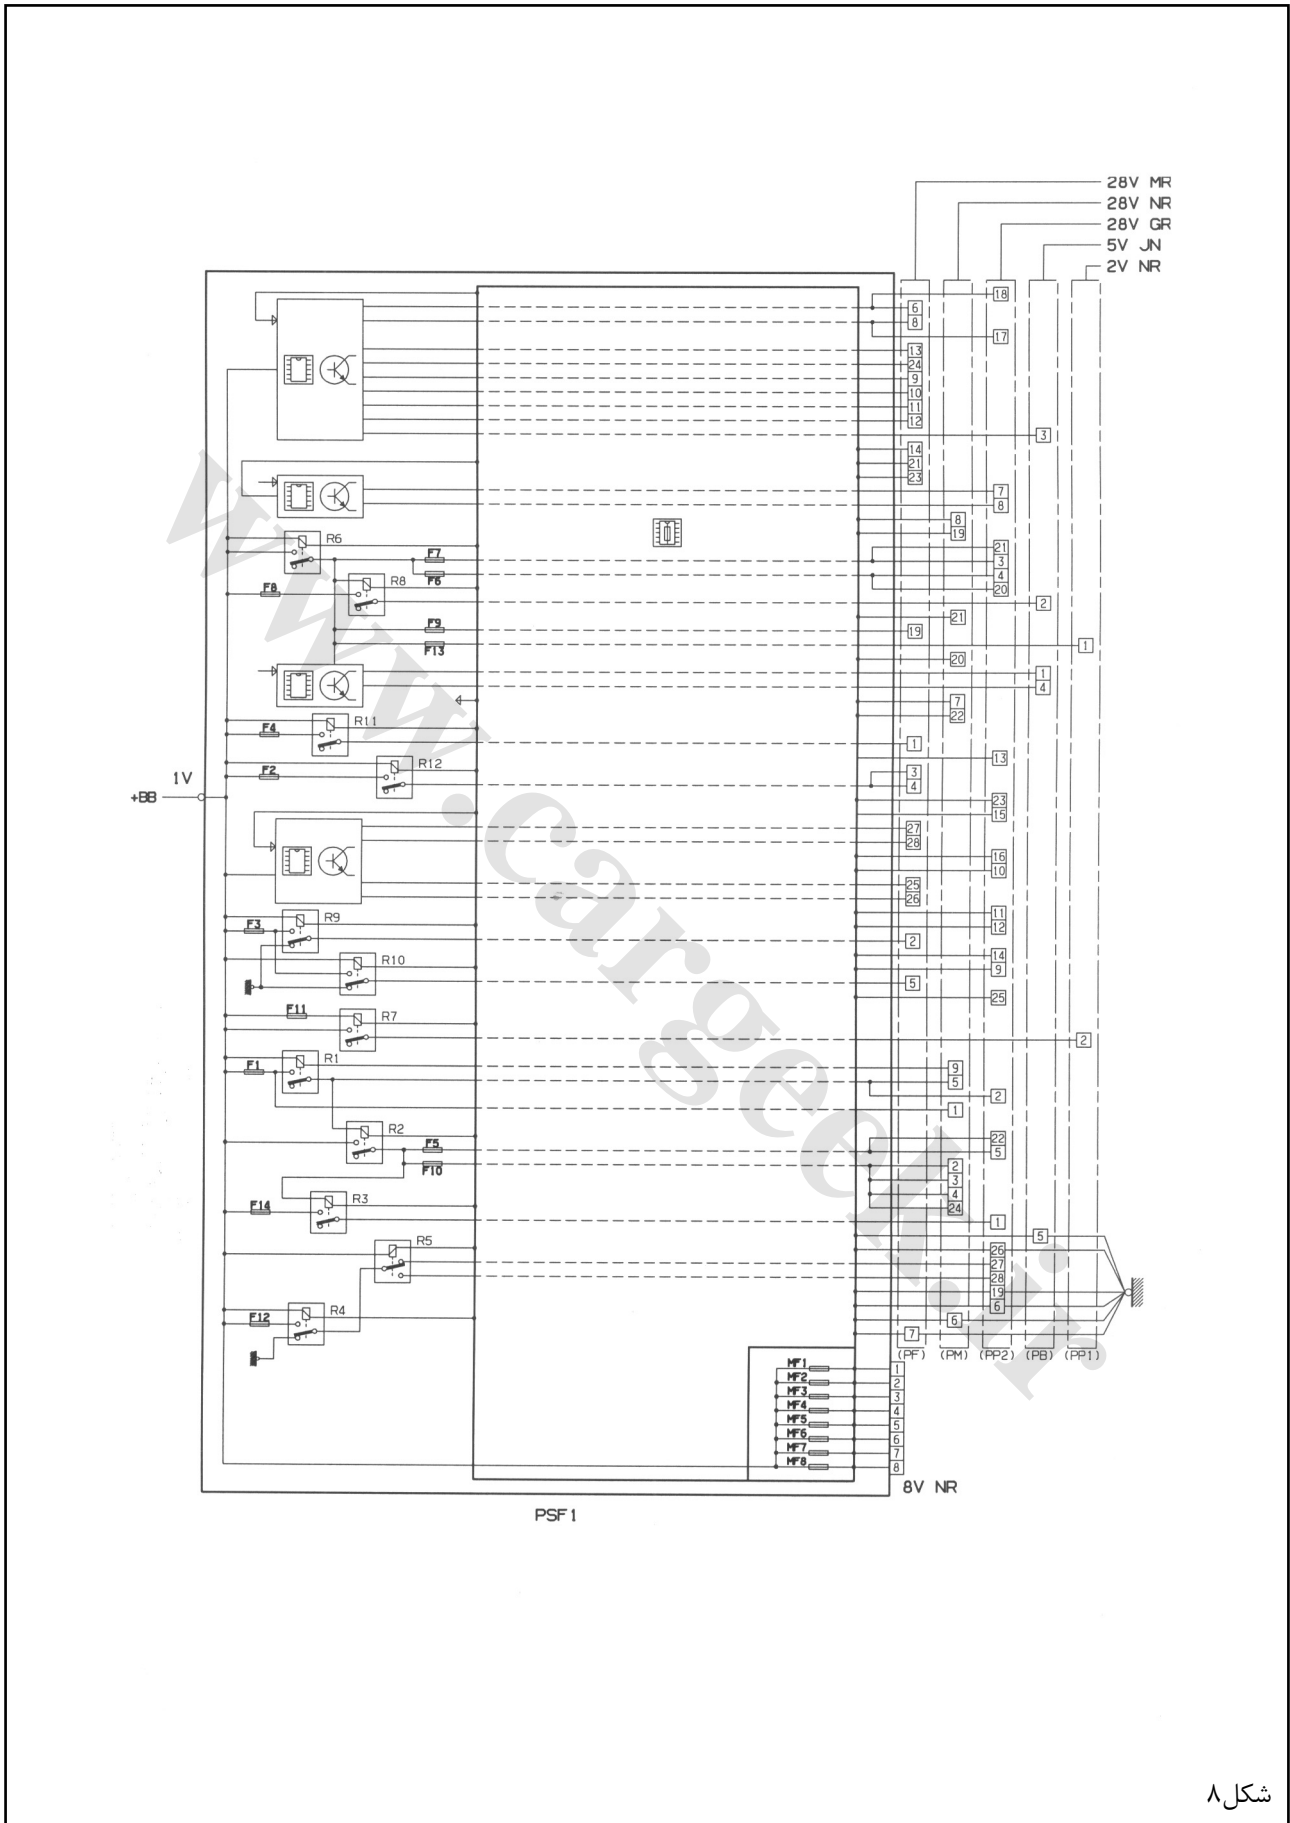 28V MR
28V NR
28V GR
5V JN
2V NR
18
6
8
17
13
24
9
10
11
12
3
14
21
23
7
8
8
19
R6
F7
21
3
F6
4
R8
F8
20
2
21
F9
19
F13
1
20
1
4
7
R11
F4
22
1
13
R12
F2
3
4
1V
+BB
23
15
27
28
16
10
25
26
R9
F3
11
12
2
R10
14
9
5
25
F11
R7
2
R1
F1
9
5
2
1
R2
F5
22
5
F10
2
3
4
R3
F14
24
1
R5
5
26
27
28
19
R4
F12
6
6
7
(PF) (PM) (PP2) (PB) (PP1)
MF1 1
MF2 2
MF3 3
MF4 4
MF5 5
MF6 6
MF7 7
MF8 8
8V NR
PSF1
www.cargeek.ir
شکل۸